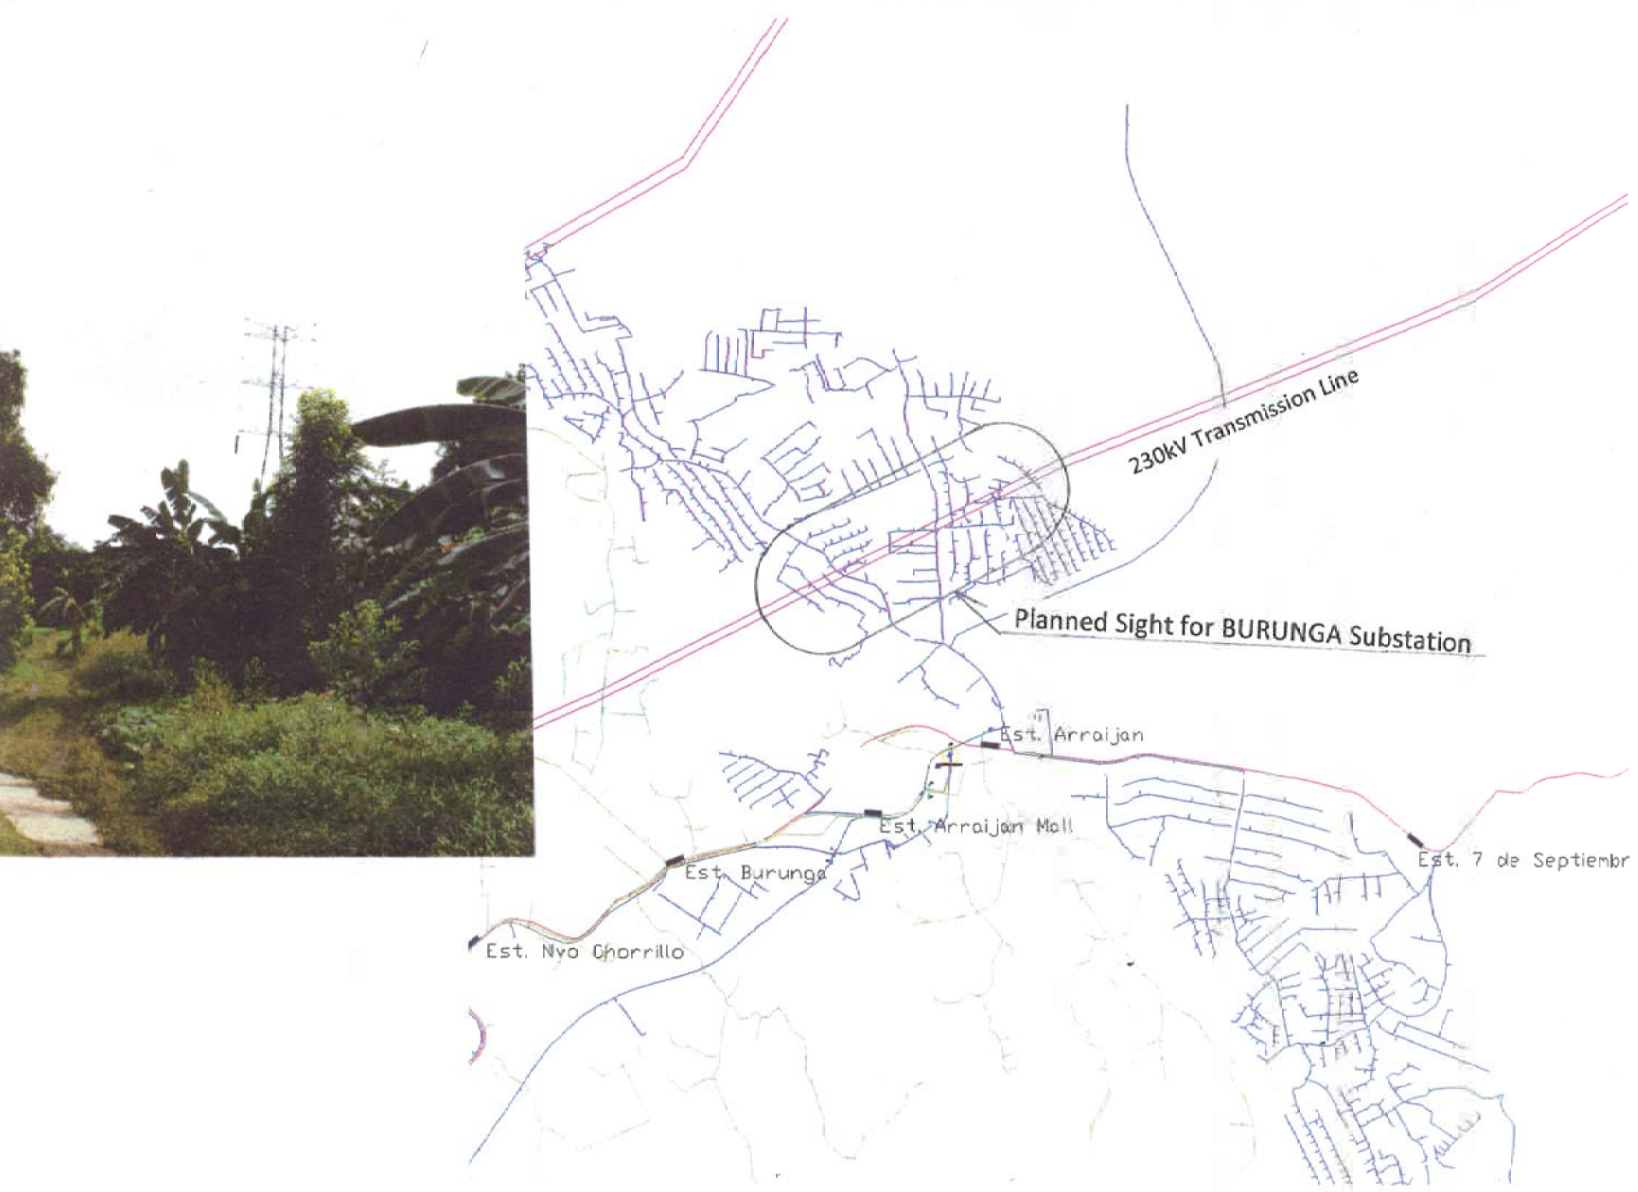 230kV Transmission Line
Planned Sight for BURUNGA Substation
Est. Arraijan
Est. Arraijan Mall
Est. 7 de Septiembr
Est. Burunga
Est. Nvo Chorrillo